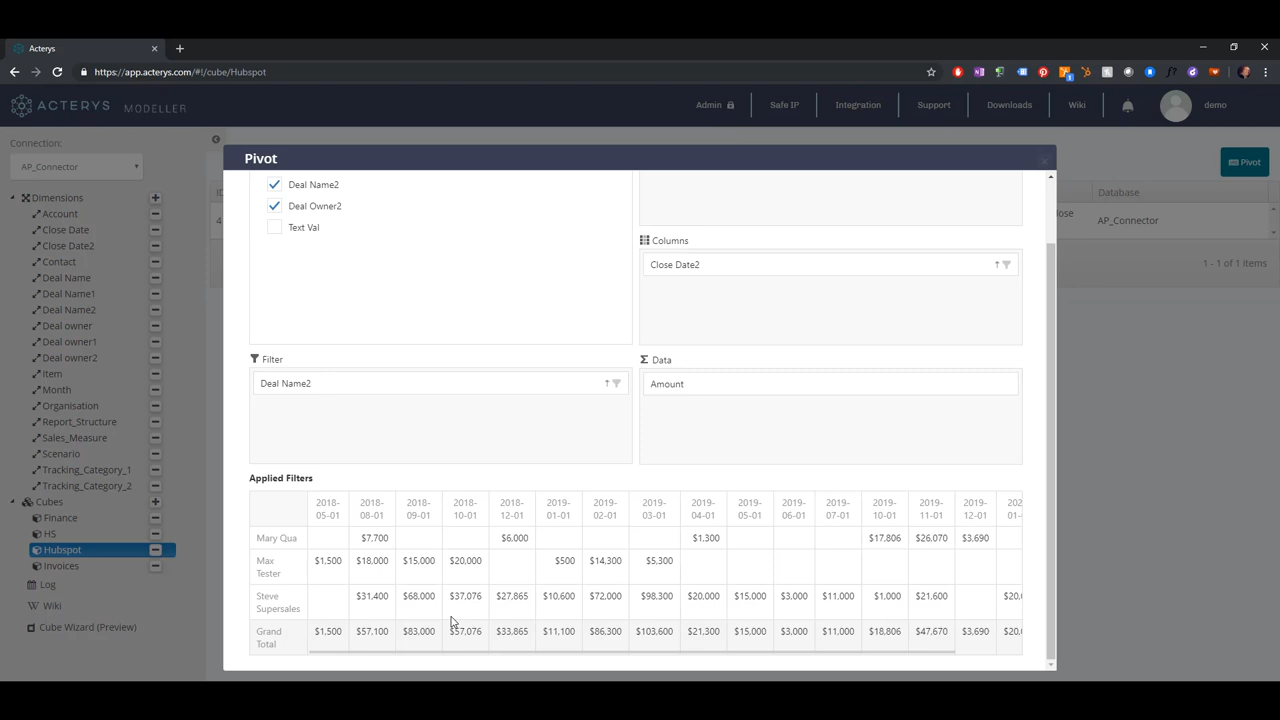 Acterys
https://app.acterys.com/#!/cube/Hubspot
ACTERYS MODELLER
Admin
Safe IP
Integration
Support
Downloads
Wiki
demo
Connection:
AP_Connector
Dimensions
Account
Close Date
Close Date2
Contact
Deal Name
Deal Name1
Deal Name2
Deal owner
Deal owner1
Deal owner2
Item
Month
Organisation
Report_Structure
Sales_Measure
Scenario
Tracking_Category_1
Tracking_Category_2
Cubes
Finance
HS
Hubspot
Invoices
Log
Wiki
Cube Wizard (Preview)
ID
4
Pivot
Database
lose
AP_Connector
1 - 1 of 1 items
Pivot
Deal Name2
Deal Owner2
Text Val
Columns
Close Date2
Filter
Deal Name2
Data
Amount
Applied Filters
2018-05-01 2018-08-01 2018-09-01 2018-10-01 2018-12-01 2019-01-01 2019-02-01 2019-03-01 2019-04-01 2019-05-01 2019-06-01 2019-07-01 2019-10-01 2019-11-01 2019-12-01
Mary Qua $7,700 $6,000 $1,300 $17,806 $26,070 $3,690
Max Tester $1,500 $18,000 $15,000 $20,000 $500 $14,300 $5,300
Steve Supersales $31,400 $68,000 $37,076 $27,865 $10,600 $72,000 $98,300 $20,000 $15,000 $3,000 $11,000 $1,000 $21,600
Grand Total $1,500 $57,100 $83,000 $57,076 $33,865 $11,100 $86,300 $103,600 $21,300 $15,000 $3,000 $11,000 $18,806 $47,670 $3,690